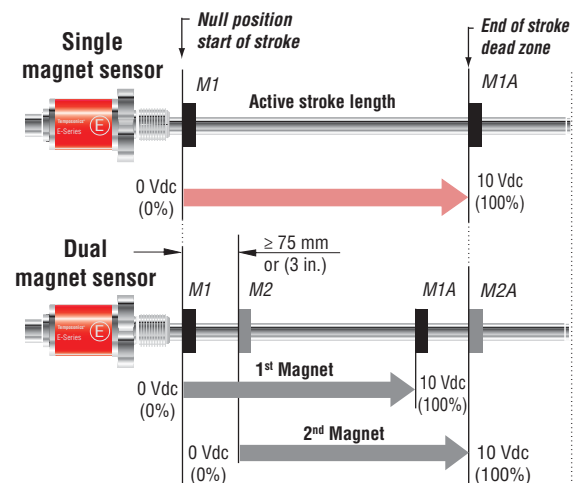 Null position
start of stroke
End of stroke
dead zone
Single
magnet sensor
M1
Active stroke length
M1A
Temposonics
E-Series
E
0 Vdc
(0%)
10 Vdc
(100%)
Dual
magnet sensor
≥ 75 mm
or (3 in.)
M1
M2
M1A
M2A
Temposonics
E-Series
E
1st Magnet
0 Vdc
(0%)
10 Vdc
(100%)
2nd Magnet
0 Vdc
(0%)
10 Vdc
(100%)